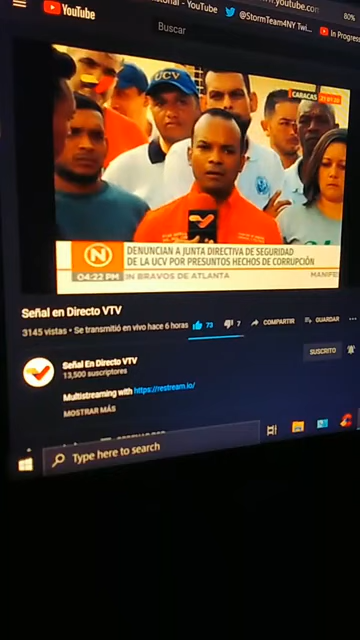 YouTube
- YouTube
@StormTeam4NY Twi...
In Progress
80%
Buscar
UCV
CARACAS
N
DENUNCIAN A JUNTA DIRECTIVA DE SEGURIDAD
DE LA UCV POR PRESUNTOS HECHOS DE CORRUPCIÓN
04:22 PM
IN BRAVOS DE ATLANTA
MANIFE
Señal en Directo VTV
3145 vistas • Se transmitió en vivo hace 6 horas
73
7
COMPARTIR
GUARDAR
Señal En Directo VTV
13,500 suscriptores
SUSCRITO
Multistreaming with https://restream.io/
MOSTRAR MÁS
Type here to search